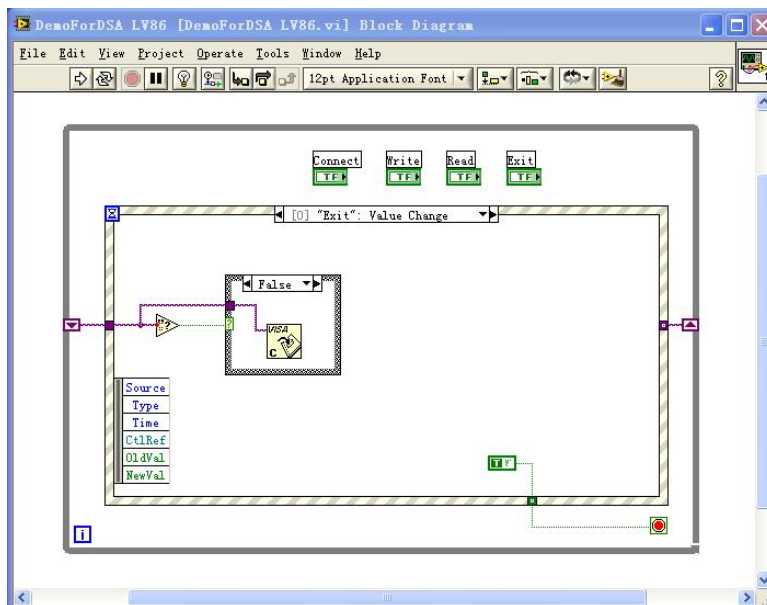 DemoForDSA LV86 [DemoForDSA LV86.vi] Block Diagram
File Edit View Project Operate Tools Window Help
12pt Application Font
?
Connect Write Read Exit
TF TF TF TF
[0] "Exit": Value Change
False
?
?
VISA
C
Source
Type
Time
CtlRef
OldVal
NewVal
T F
i